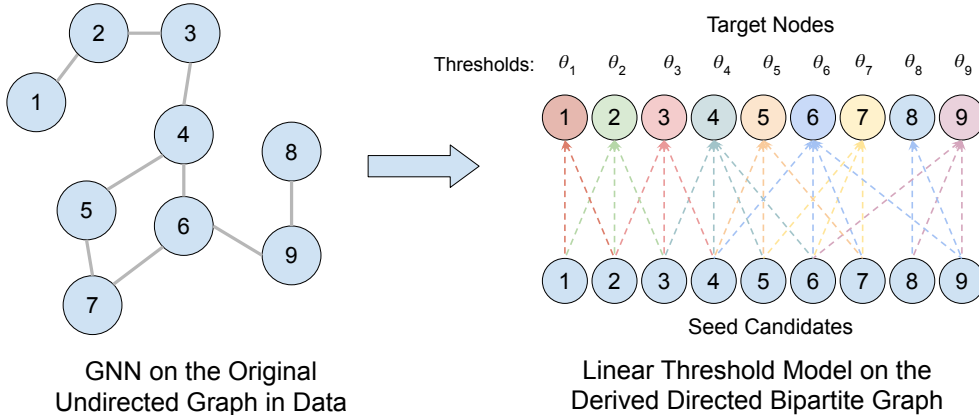 Target Nodes
Thresholds: θ1 θ2 θ3 θ4 θ5 θ6 θ7 θ8 θ9
2 3
1
4
8
5
6
9
7
1 2 3 4 5 6 7 8 9
1 2 3 4 5 6 7 8 9
Seed Candidates
GNN on the Original
Undirected Graph in Data
Linear Threshold Model on the
Derived Directed Bipartite Graph